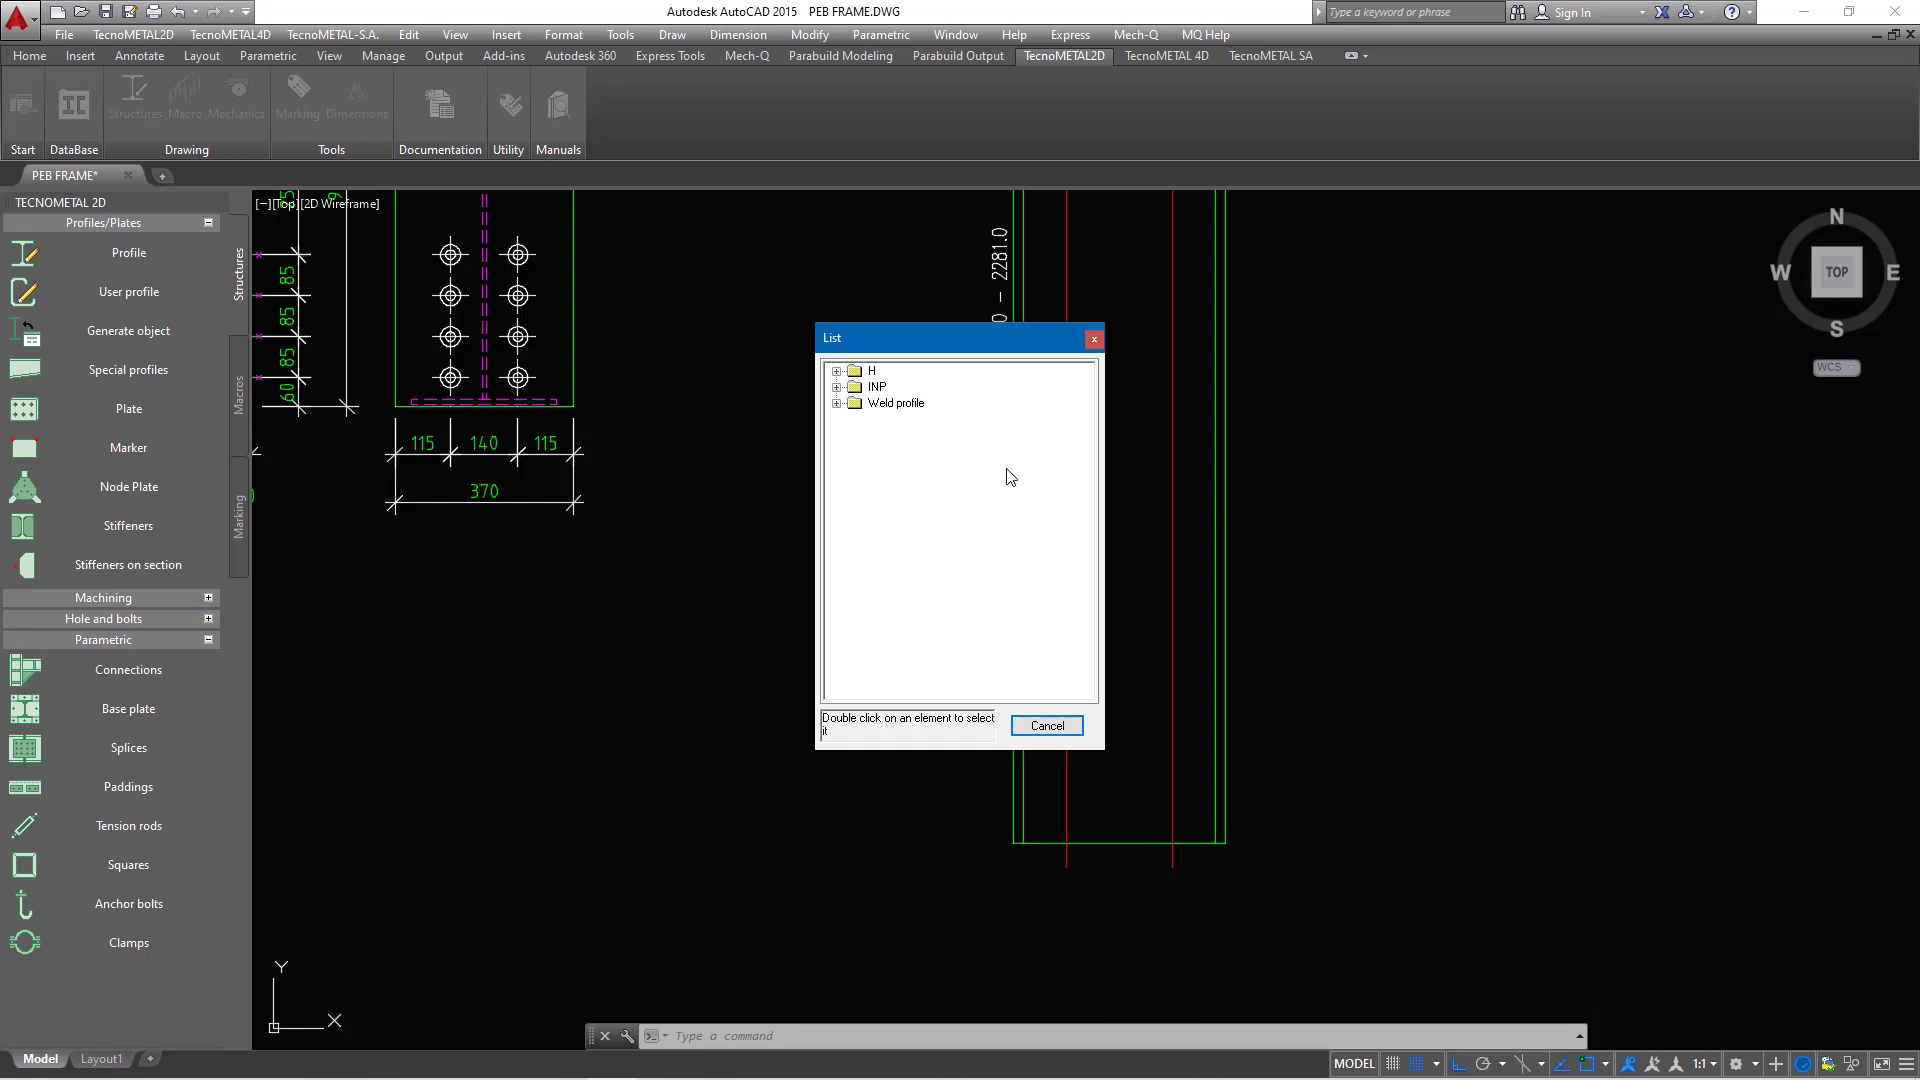 Autodesk AutoCAD 2015 PEB FRAME.DWG
Type a keyword or phrase
Sign In
File TecnoMETAL2D TecnoMETAL4D TecnoMETAL-S.A. Edit View Insert Format Tools Draw Dimension Modify Parametric Window Help Express Mech-Q MQ Help
Home Insert Annotate Layout Parametric View Manage Output Add-ins Autodesk 360 Express Tools Mech-Q Parabuild Modeling Parabuild Output TecnoMETAL2D TecnoMETAL 4D TecnoMETAL SA
Structures Macro Mechanics Marking Dimensions
Start DataBase Drawing Tools Documentation Utility Manuals
PEB FRAME*
TECNOMETAL 2D
Profiles/Plates
Profile
User profile
Generate object
Special profiles
Plate
Marker
Node Plate
Stiffeners
Stiffeners on section
Machining
Hole and bolts
Parametric
Connections
Base plate
Splices
Paddings
Tension rods
Squares
Anchor bolts
Clamps
Structures
Macros
Marking
[−][Top][2D Wireframe]
85
85
85
60
115 140 115
370
0 - 2281.0
List
H
INP
Weld profile
Double click on an element to select
it
Cancel
N
W TOP E
S
WCS
Y
X
Type a command
Model Layout1
MODEL
1:1